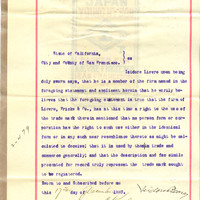 JAPAN
State of California,
City and County of San Francisco. } ss
Isidore Lievre upon being
duly sworn says, that he is a member of the firm named in the
foregoing statement and applicant herein that he verily be-
lieves that the foregoing statement is true that the firm of
Lievre, Fricke & Co., has at this time a right to the use of
the trade mark therein mentioned that no person firm or cor-
poration has the right to such use either in the identical
form or in any such near resemblance thereto as might be cal-
culated to deceive; that it is used by them in trade and
commerce generally; and that the description and fac simile
presented for record truly represent the trade mark sought
to be registered.
Sworn to and Subscribed before me
this day of